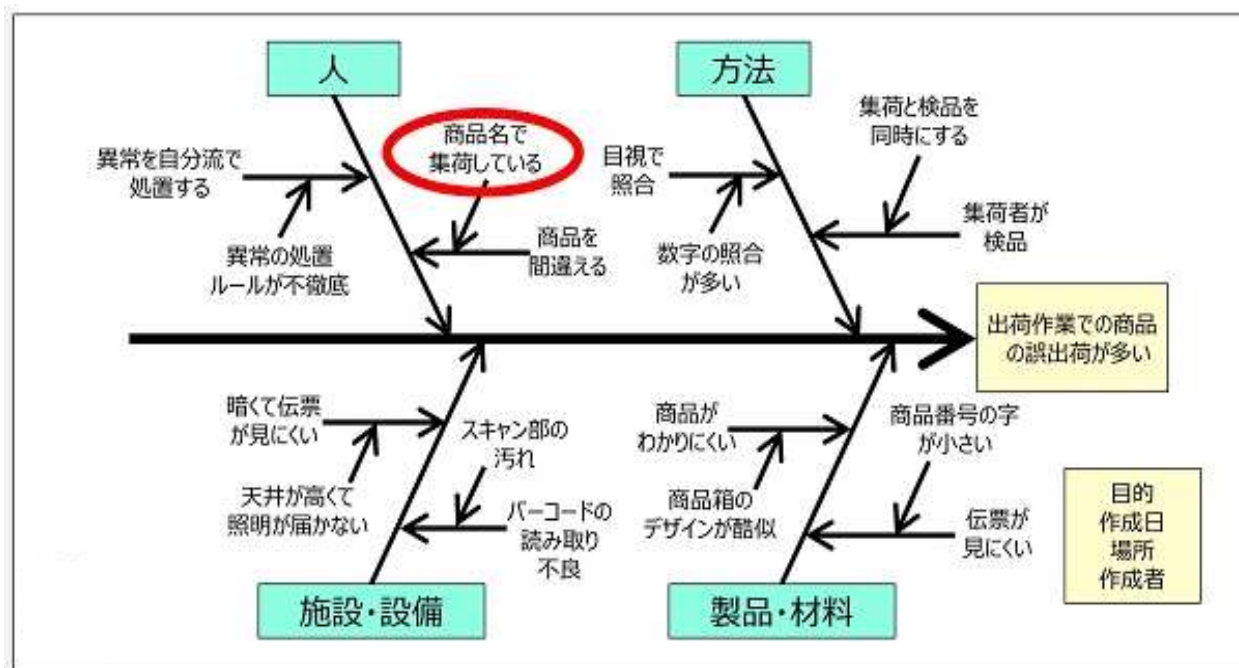 人
方法
商品名で
集荷している
集荷と検品を
同時にする
異常を自分流で
処置する
目視で
照合
異常の処置
ルールが不徹底
商品を
間違える
数字の照合
が多い
集荷者が
検品
出荷作業での商品
の誤出荷が多い
暗くて伝票
が見にくい
スキャン部の
汚れ
商品が
わかりにくい
商品番号の字
が小さい
天井が高くて
照明が届かない
バーコードの
読み取り
不良
商品箱の
デザインが酷似
伝票が
見にくい
目的
作成日
場所
作成者
施設・設備
製品・材料